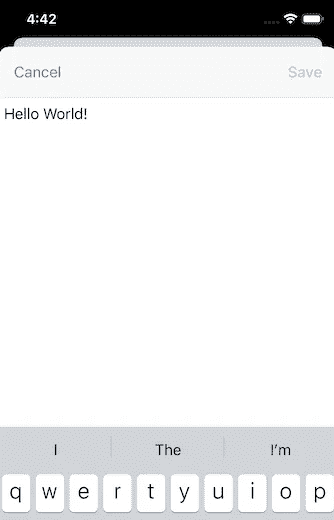 4:42
Cancel Save
Hello World!
I The I'm
q w e r t y u i o p